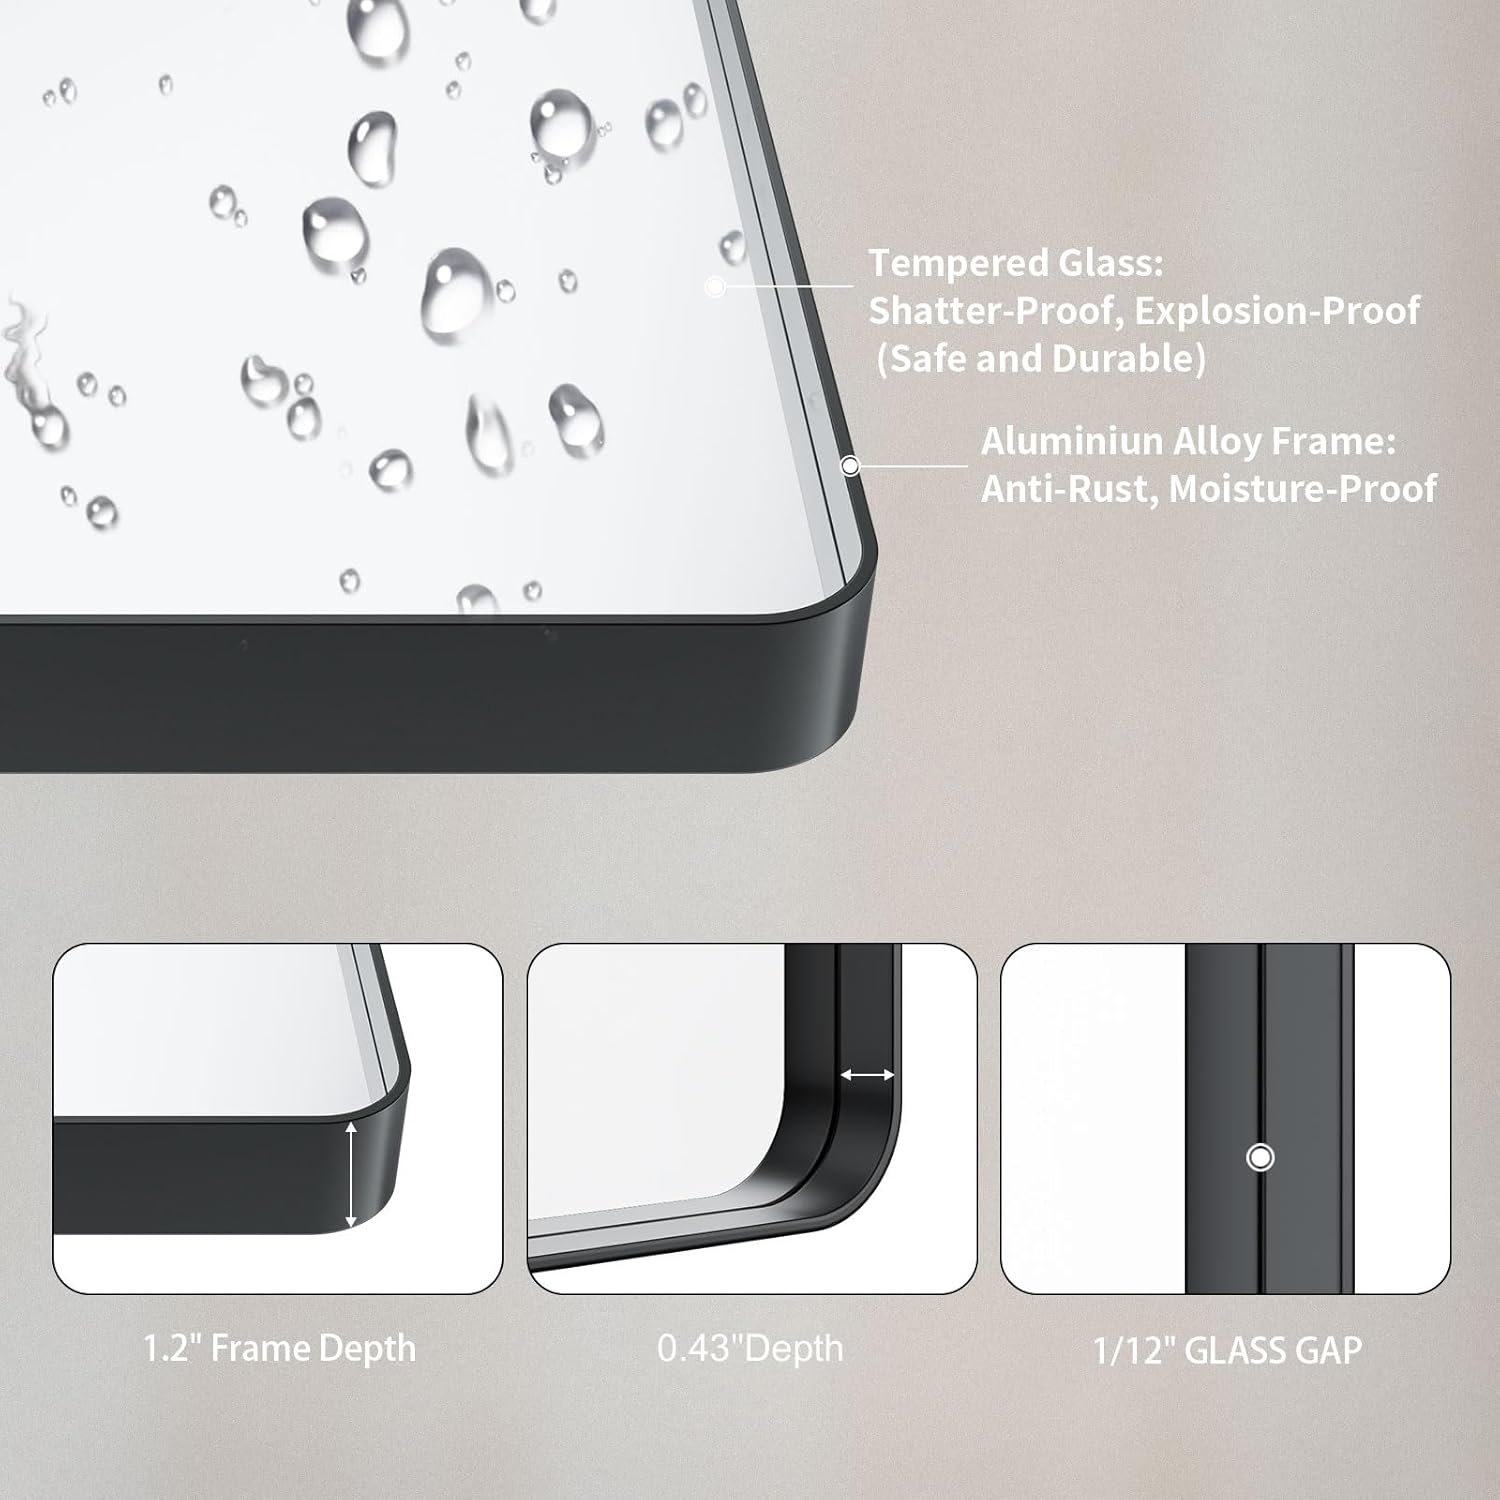 Tempered Glass:
Shatter-Proof, Explosion-Proof
(Safe and Durable)
Aluminiun Alloy Frame:
Anti-Rust, Moisture-Proof
1.2" Frame Depth
0.43"Depth
1/12" GLASS GAP